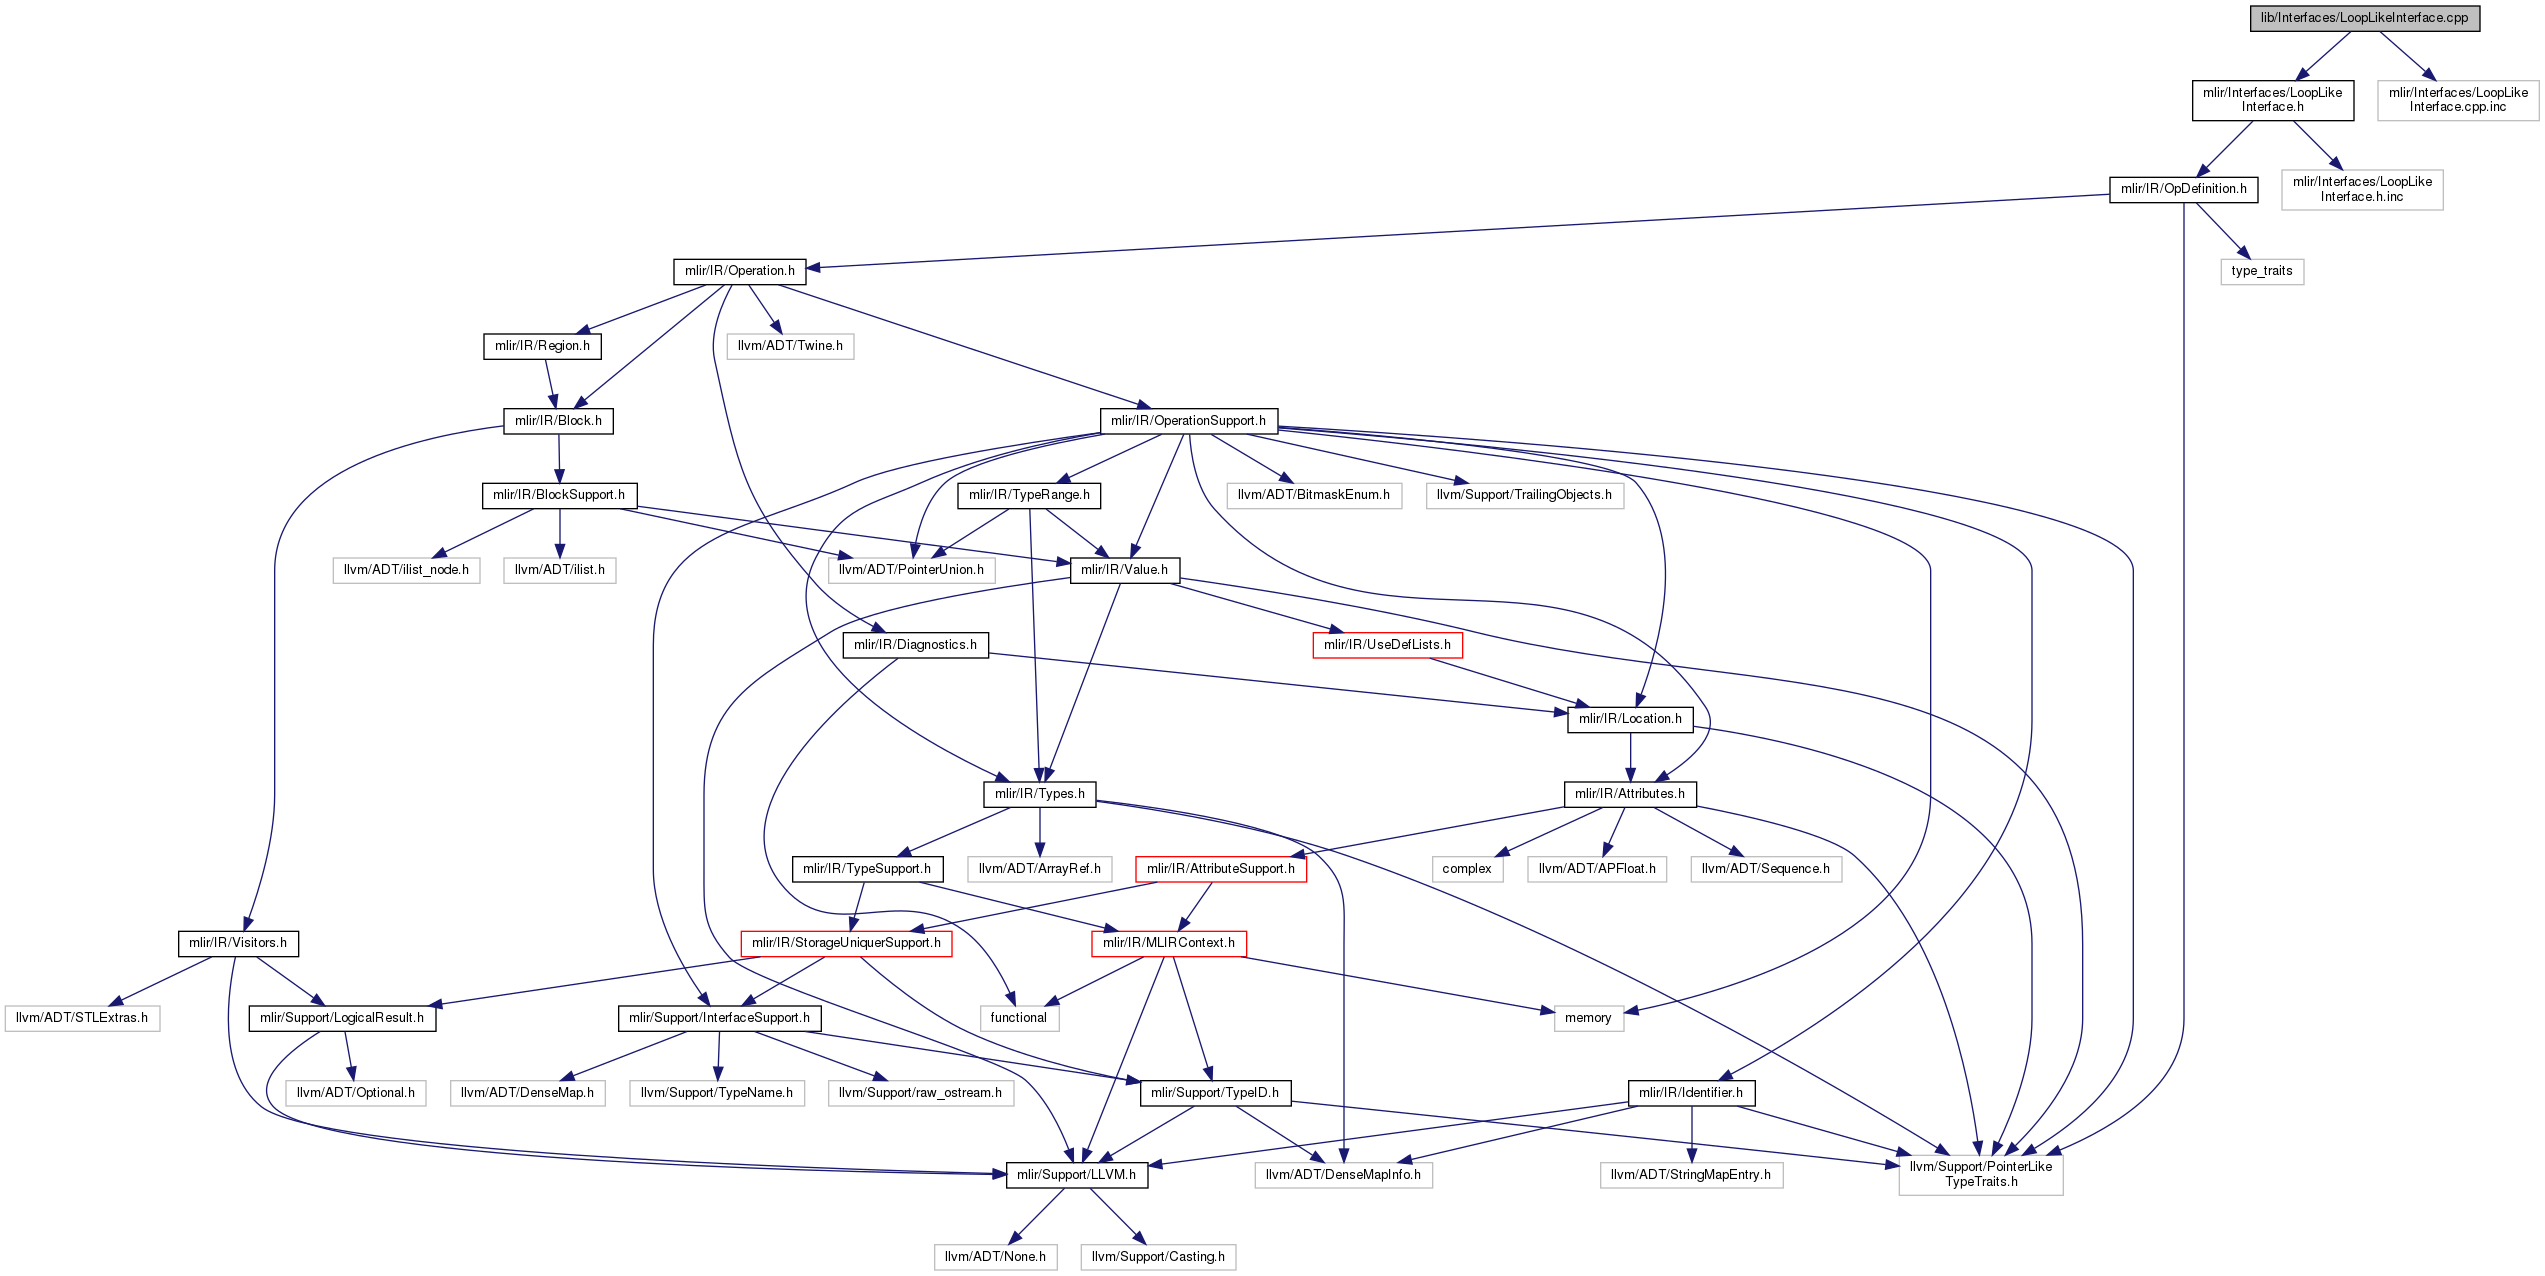 lib/Interfaces/LoopLikeInterface.cpp
mlir/Interfaces/LoopLike
Interface.h
mlir/Interfaces/LoopLike
Interface.cpp.inc
mlir/IR/OpDefinition.h
mlir/Interfaces/LoopLike
Interface.h.inc
mlir/IR/Operation.h
type_traits
mlir/IR/Region.h
llvm/ADT/Twine.h
mlir/IR/Block.h
mlir/IR/OperationSupport.h
mlir/IR/BlockSupport.h
mlir/IR/TypeRange.h
llvm/ADT/BitmaskEnum.h
llvm/Support/TrailingObjects.h
llvm/ADT/ilist_node.h
llvm/ADT/ilist.h
llvm/ADT/PointerUnion.h
mlir/IR/Value.h
mlir/IR/Diagnostics.h
mlir/IR/UseDefLists.h
mlir/IR/Location.h
mlir/IR/Types.h
mlir/IR/Attributes.h
mlir/IR/TypeSupport.h
llvm/ADT/ArrayRef.h
mlir/IR/AttributeSupport.h
complex
llvm/ADT/APFloat.h
llvm/ADT/Sequence.h
mlir/IR/Visitors.h
mlir/IR/StorageUniquerSupport.h
mlir/IR/MLIRContext.h
llvm/ADT/STLExtras.h
mlir/Support/LogicalResult.h
mlir/Support/InterfaceSupport.h
functional
memory
llvm/ADT/Optional.h
llvm/ADT/DenseMap.h
llvm/Support/TypeName.h
llvm/Support/raw_ostream.h
mlir/Support/TypeID.h
mlir/IR/Identifier.h
mlir/Support/LLVM.h
llvm/ADT/DenseMapInfo.h
llvm/ADT/StringMapEntry.h
llvm/Support/PointerLike
TypeTraits.h
llvm/ADT/None.h
llvm/Support/Casting.h